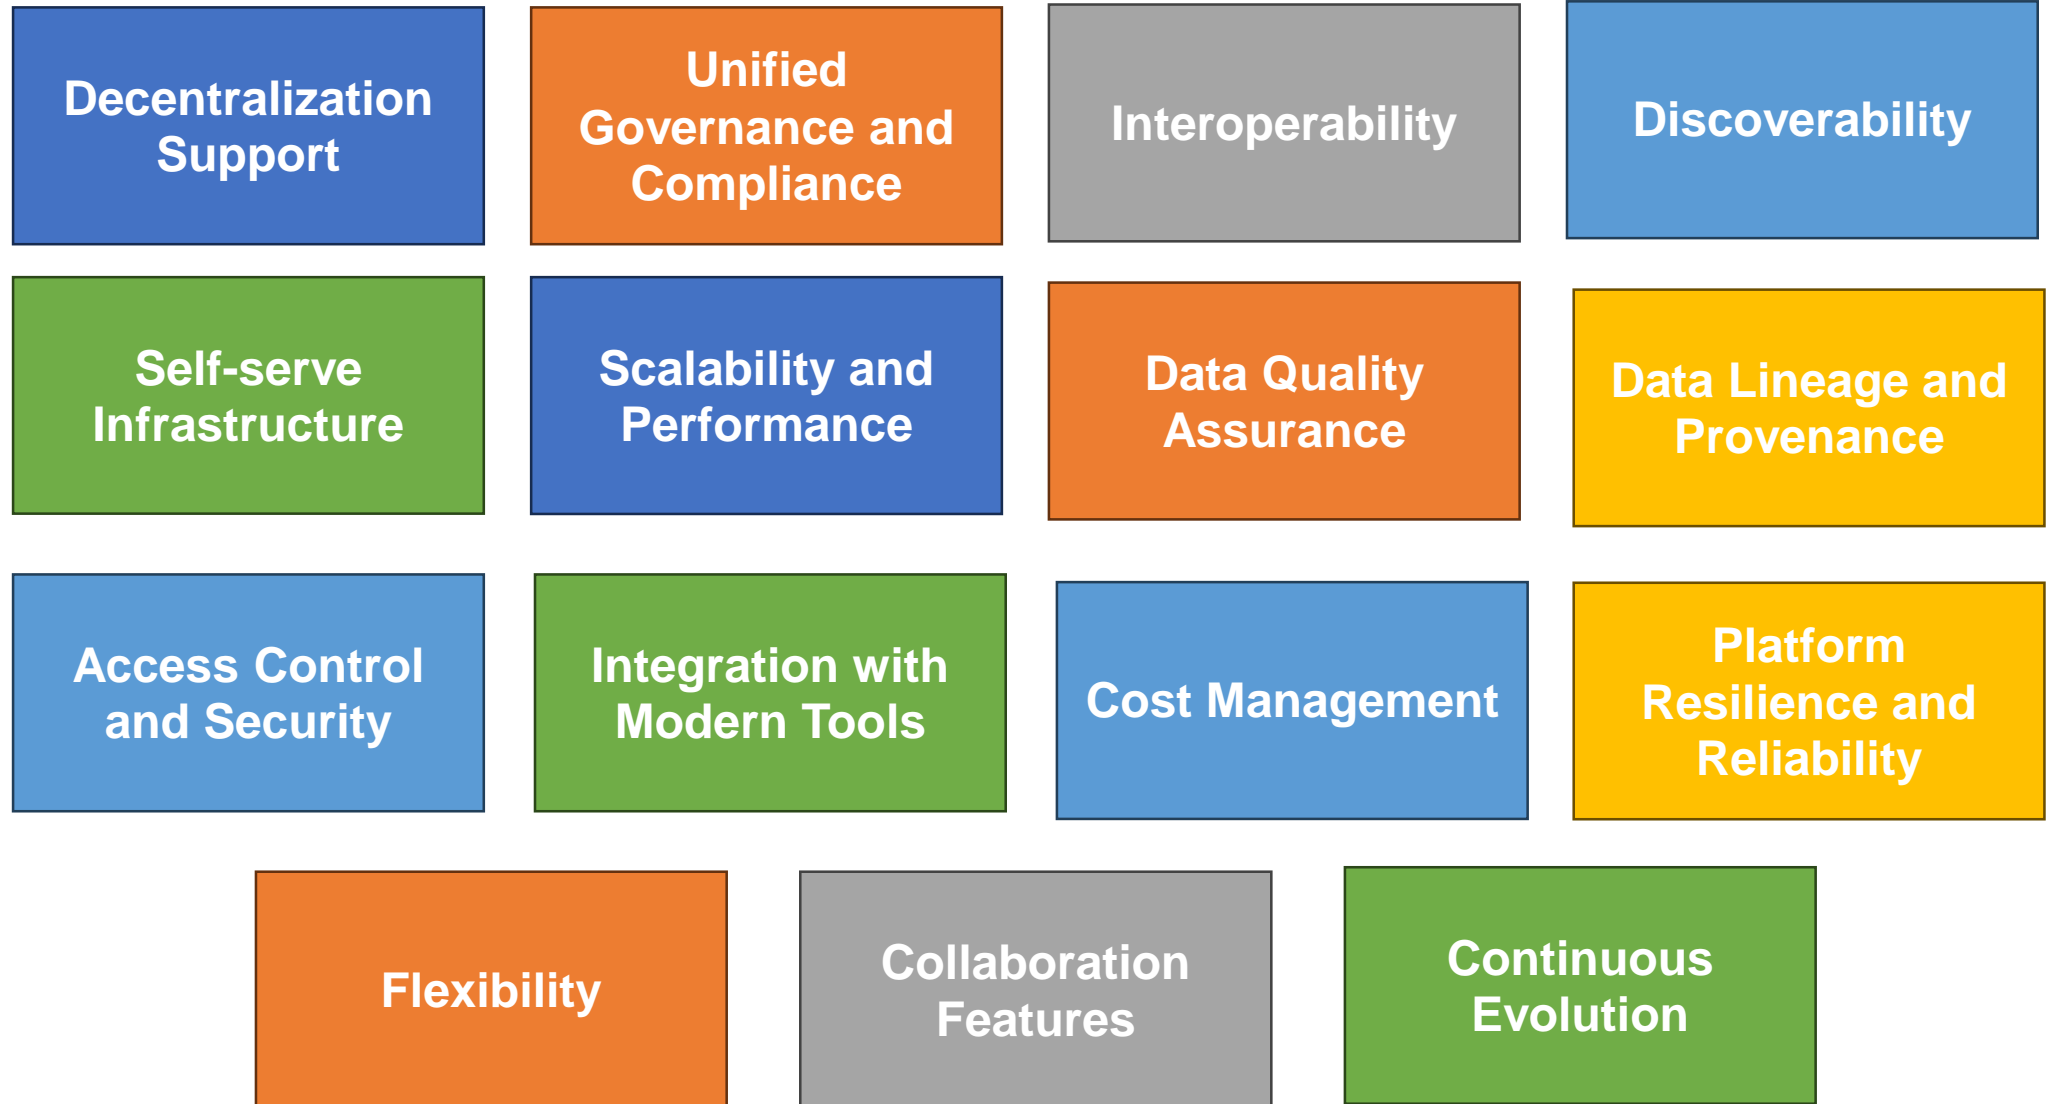 Decentralization
Support
Unified
Governance and
Compliance
Interoperability
Discoverability
Self-serve
Infrastructure
Scalability and
Performance
Data Quality
Assurance
Data Lineage and
Provenance
Access Control
and Security
Integration with
Modern Tools
Cost Management
Platform
Resilience and
Reliability
Flexibility
Collaboration
Features
Continuous
Evolution